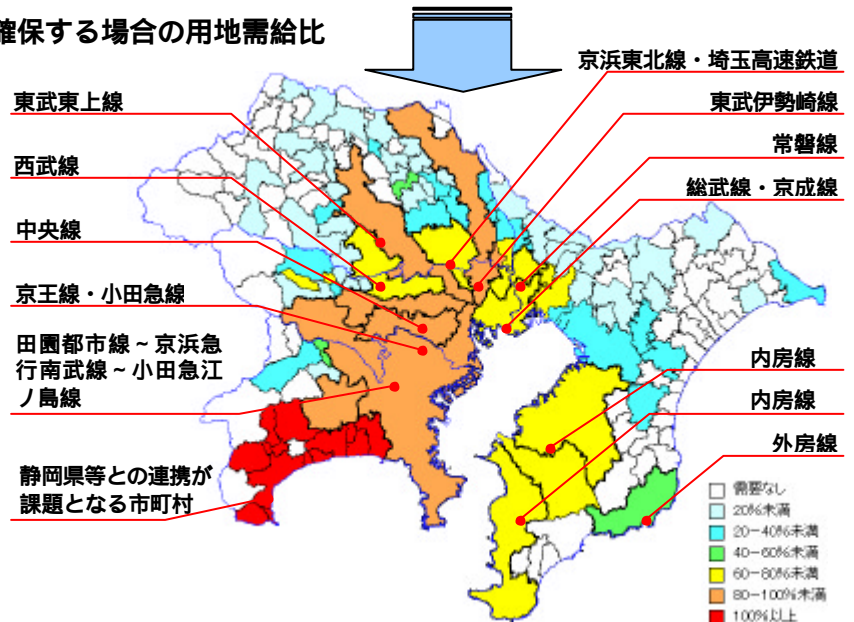 確保する場合の用地需給比
京浜東北線・埼玉高速鉄道
東武東上線
東武伊勢崎線
西武線
常磐線
総武線・京成線
中央線
京王線・小田急線
田園都市線～京浜急
行南武線～小田急江
ノ島線
内房線
内房線
外房線
静岡県等との連携が
課題となる市町村
需要なし
20%未満
20－40%未満
40－60%未満
60－80%未満
80－100%未満
100%以上